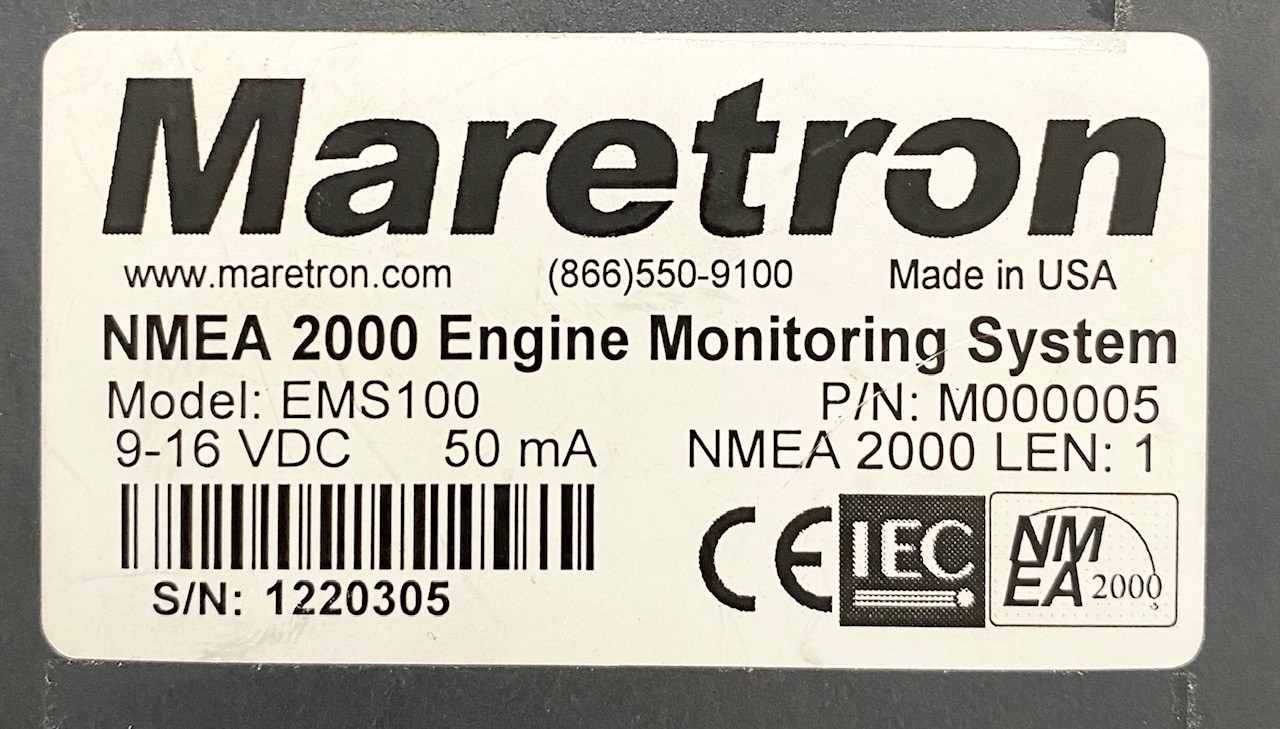 Maretron
www.maretron.com (866)550-9100 Made in USA
NMEA 2000 Engine Monitoring System
Model: EMS100 P/N: M000005
9-16 VDC 50 mA NMEA 2000 LEN: 1
S/N: 1220305
CE IEC NMEA 2000